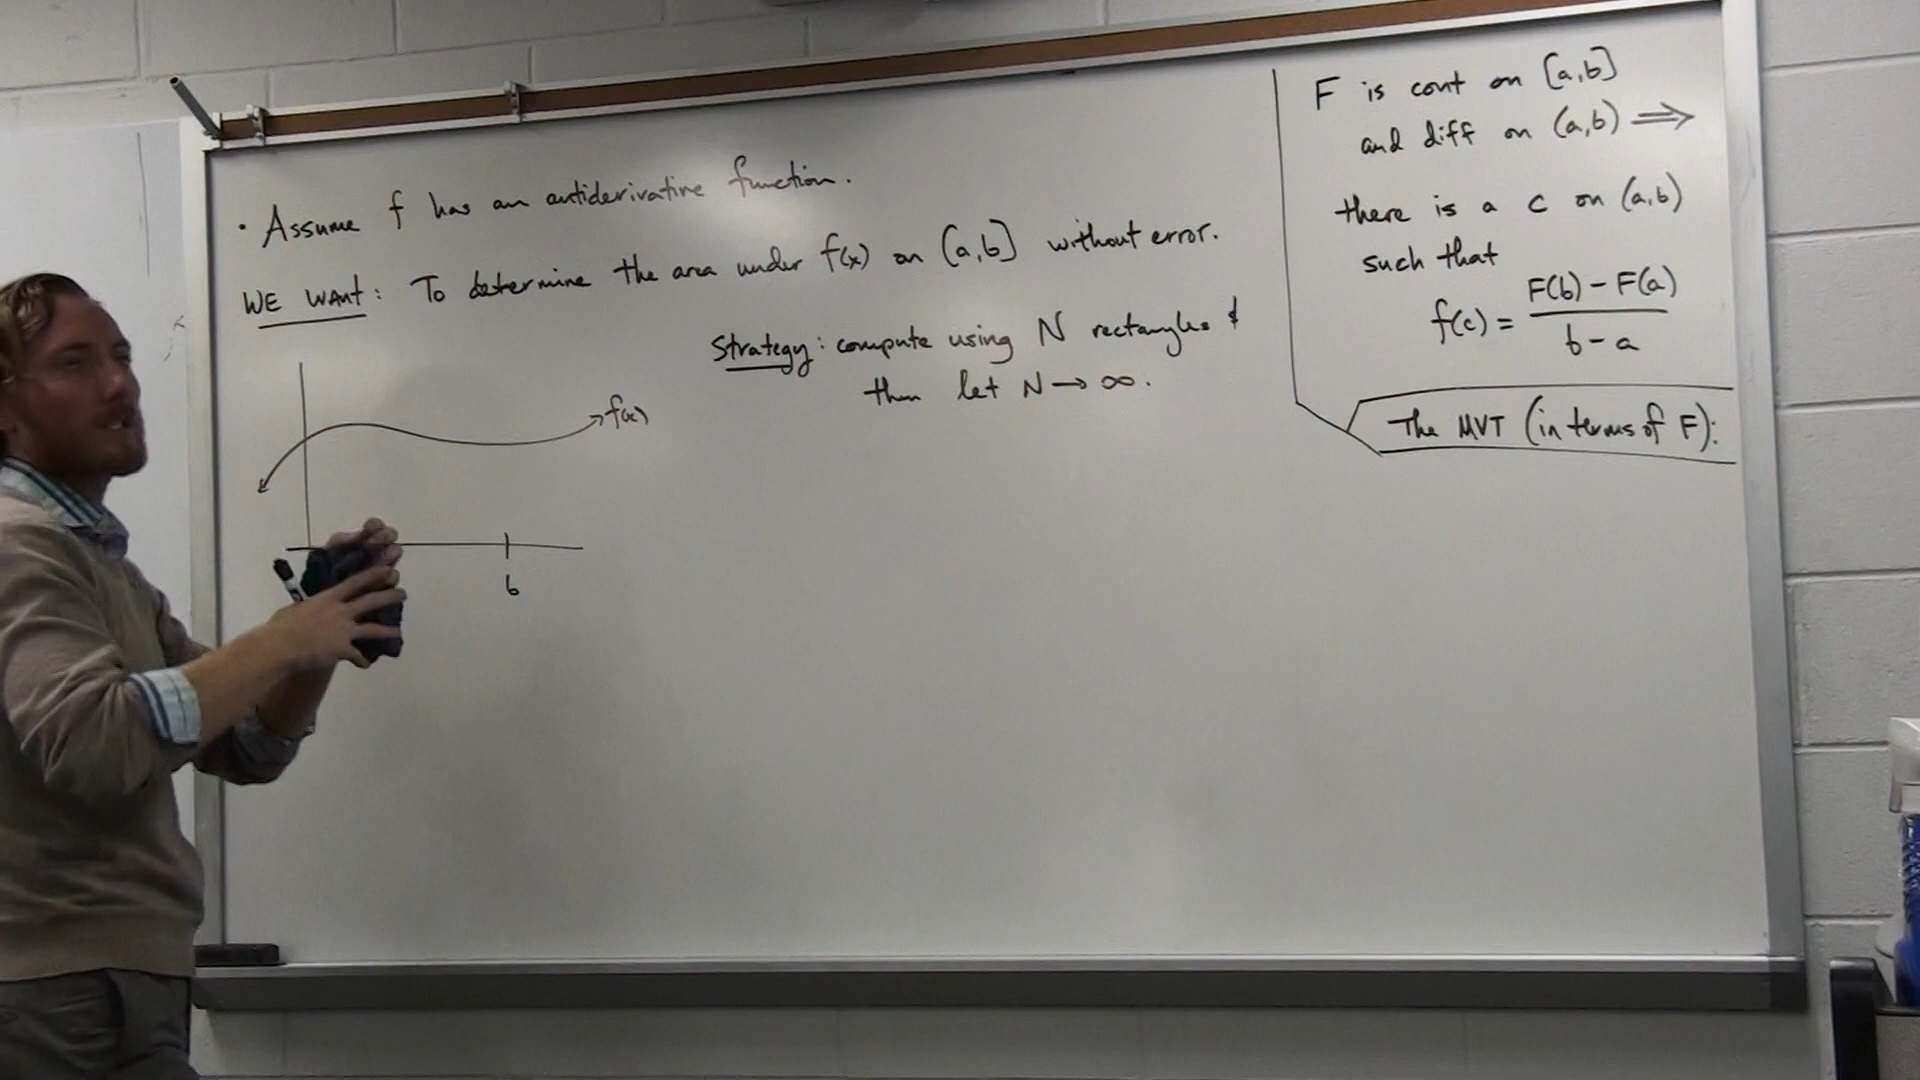 • Assume f has an antiderivative function.
WE WANT: To determine the area under f(x) on [a,b] without error.
Strategy: compute using N rectangles &
then let N → ∞.
f(x)
b
F is cont on [a,b]
and diff on (a,b) ⟹
there is a c on (a,b)
such that
f(c) = F(b) - F(a) / b - a
The MVT (in terms of F):